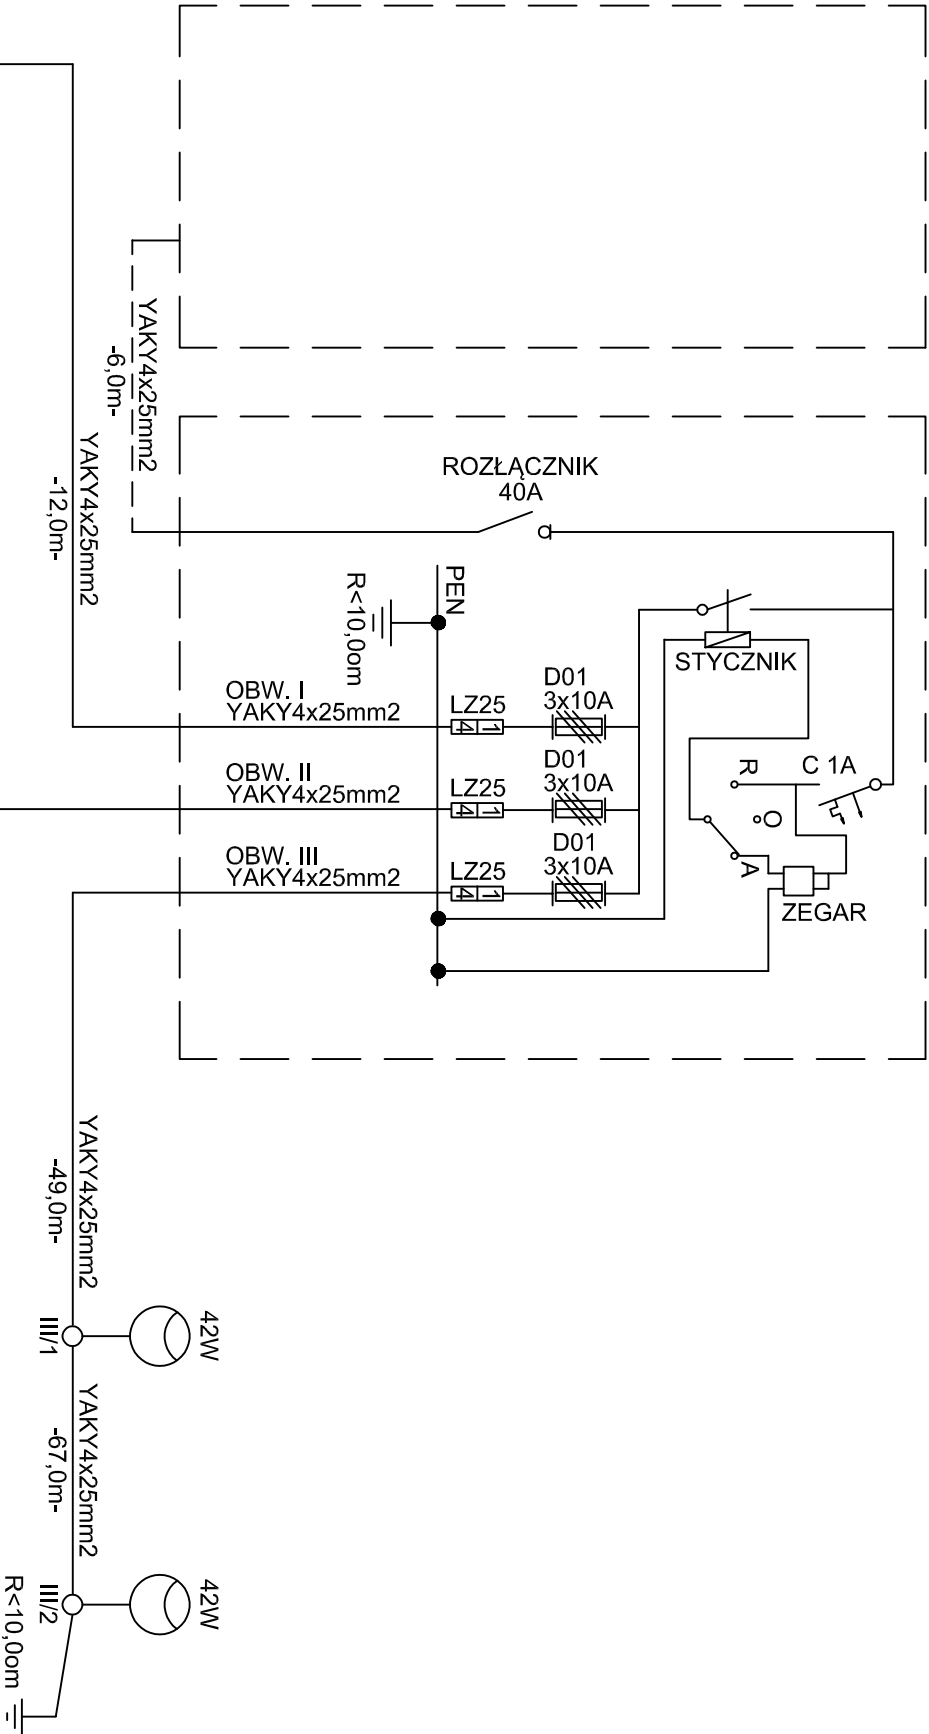 YAKY4x25mm2
-6,0m-
YAKY4x25mm2
-12,0m-
ROZŁĄCZNIK
40A
PEN
R<10,0om
STYCZNIK
OBW. I
YAKY4x25mm2
LZ25
4 1
D01
3x10A
OBW. II
YAKY4x25mm2
LZ25
4 1
D01
3x10A
OBW. III
YAKY4x25mm2
LZ25
4 1
D01
3x10A
R
C 1A
O
A
ZEGAR
YAKY4x25mm2
-49,0m-
42W
III/1
YAKY4x25mm2
-67,0m-
42W
III/2
R<10,0om